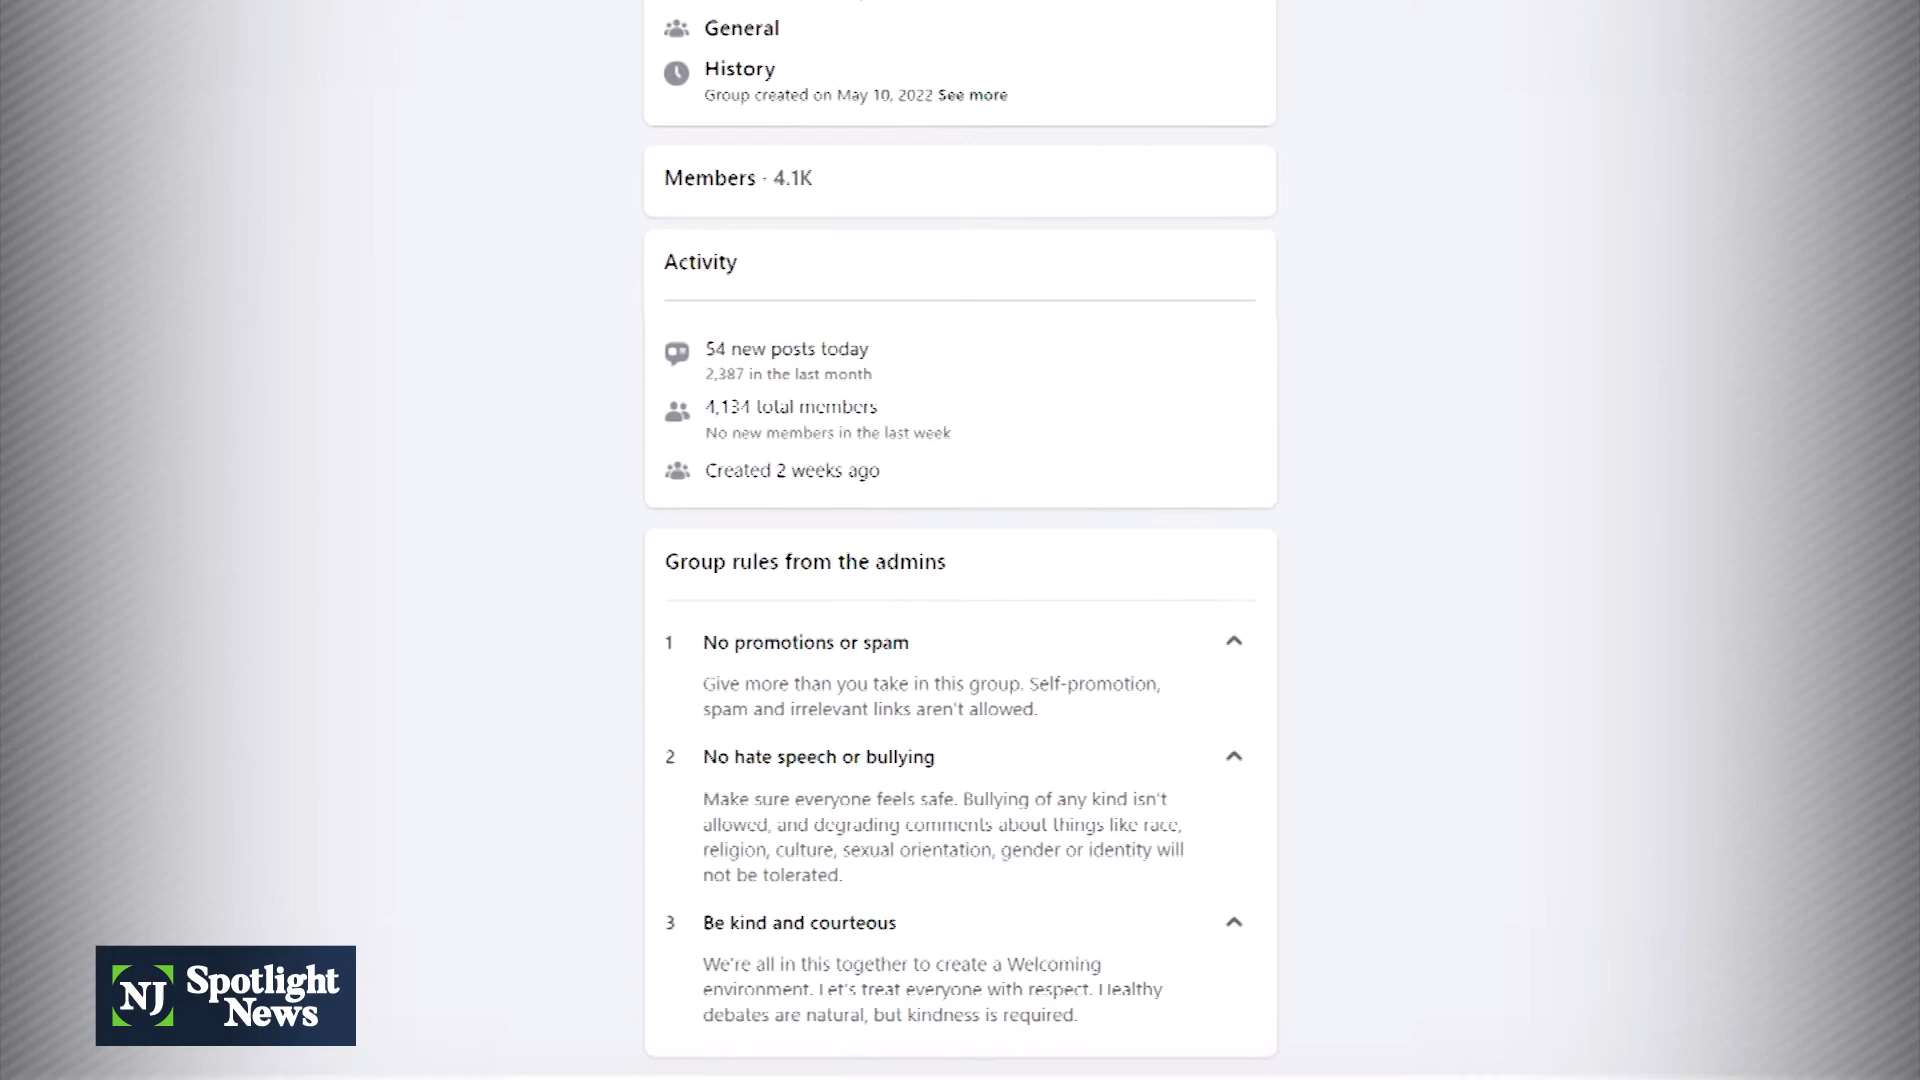 General
History
Group created on May 10, 2022 See more
Members · 4.1K
Activity
54 new posts today
2,387 in the last month
4,134 total members
No new members in the last week
Created 2 weeks ago
Group rules from the admins
1 No promotions or spam
Give more than you take in this group. Self-promotion,
spam and irrelevant links aren't allowed.
2 No hate speech or bullying
Make sure everyone feels safe. Bullying of any kind isn't
allowed, and degrading comments about things like race,
religion, culture, sexual orientation, gender or identity will
not be tolerated.
3 Be kind and courteous
We're all in this together to create a Welcoming
environment. Let's treat everyone with respect. Healthy
debates are natural, but kindness is required.
NJ Spotlight
News